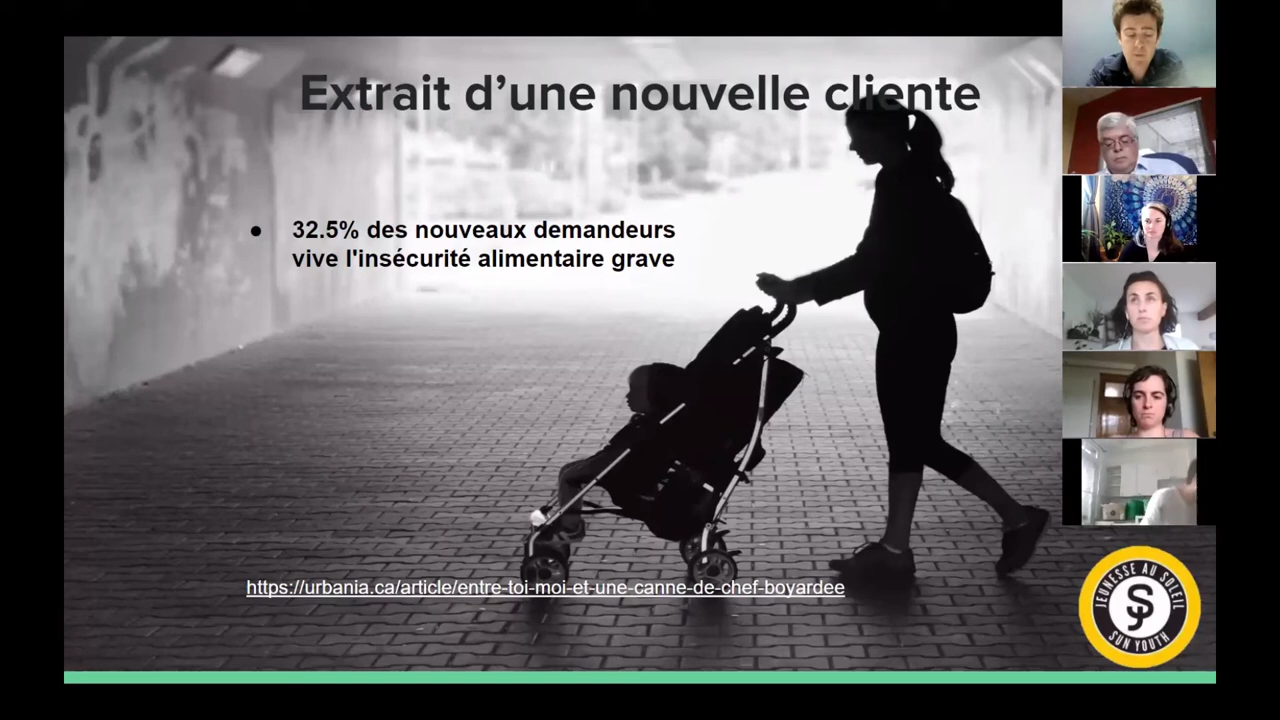 Extrait d’une nouvelle cliente
● 32.5% des nouveaux demandeurs
vive l'insécurité alimentaire grave
https://urbania.ca/article/entre-toi-moi-et-une-canne-de-chef-boyardee
JEUNESSE AU SOLEIL
SJ
SUN YOUTH